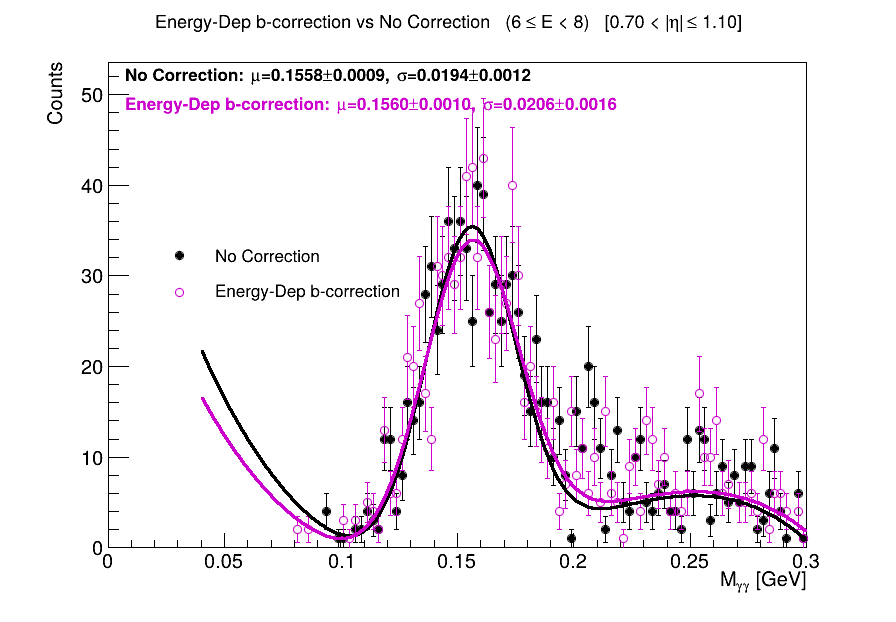 Energy-Dep b-correction vs No Correction (6 ≤ E < 8) [0.70 < |η| ≤ 1.10]
Counts
No Correction: μ=0.1558±0.0009, σ=0.0194±0.0012
Energy-Dep b-correction: μ=0.1560±0.0010, σ=0.0206±0.0016
50
40
No Correction
30
Energy-Dep b-correction
20
10
0
0 0.05 0.1 0.15 0.2 0.25 0.3
Mγγ [GeV]